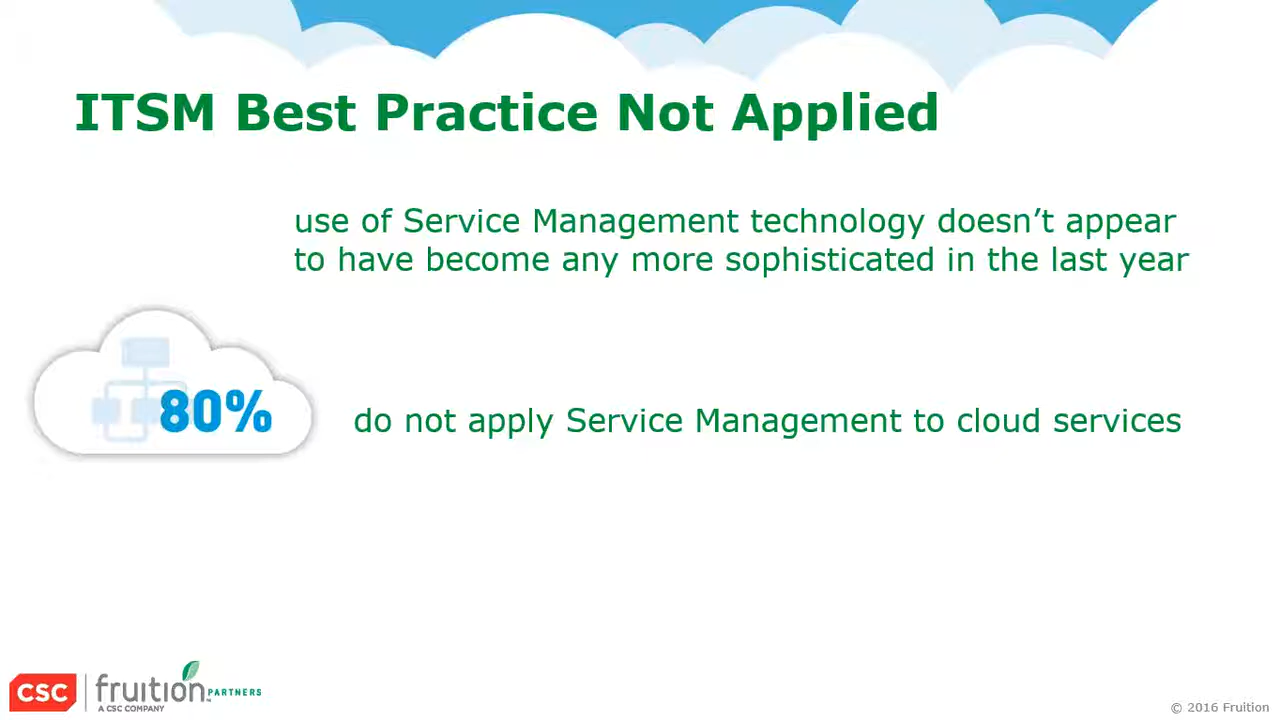 ITSM Best Practice Not Applied
use of Service Management technology doesn’t appear
to have become any more sophisticated in the last year
80%
do not apply Service Management to cloud services
CSC
fruition PARTNERS
A CSC COMPANY
© 2016 Fruition